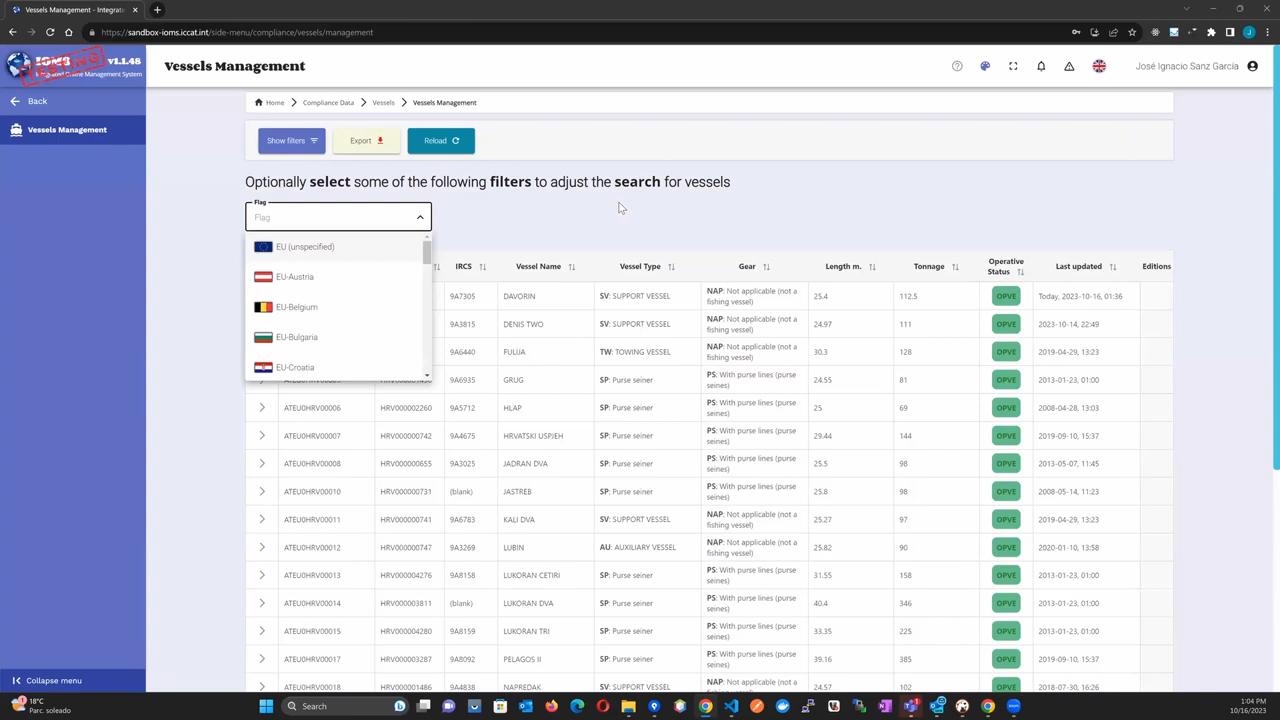 Vessels Management - Integrate
https://sandbox-ioms.iccat.int/side-menu/compliance/vessels/management
IOMS v1.1.48
TESTING
Integrated Online Management System
Vessels Management
José Ignacio Sanz García
Back
Vessels Management
Home
Compliance Data
Vessels
Vessels Management
Show filters
Export
Reload
Optionally select some of the following filters to adjust the search for vessels
Flag
Flag
EU (unspecified)
EU-Austria
EU-Belgium
EU-Bulgaria
EU-Croatia
IRCS Vessel Name Vessel Type Gear Length m. Tonnage Operative Status Last updated Editions
9A7305 DAVORIN SV: SUPPORT VESSEL NAP: Not applicable (not a fishing vessel) 25.4 112.5 OPVE Today, 2023-10-16, 01:36
9A3815 DENIS TWO SV: SUPPORT VESSEL NAP: Not applicable (not a fishing vessel) 24.97 111 OPVE 2023-10-14, 22:49
9A6440 FULIJA TW: TOWING VESSEL NAP: Not applicable (not a fishing vessel) 30.3 128 OPVE 2019-04-29, 13:23
9A6935 GRUG SP: Purse seiner PS: With purse lines (purse seines) 24.55 81 OPVE 2013-01-23, 01:00
ATEU0HRV00006 HRV000002260 9A5712 HLAP SP: Purse seiner PS: With purse lines (purse seines) 25 69 OPVE 2008-04-28, 13:03
ATEU0HRV00007 HRV000000742 9A4675 HRVATSKI USPJEH SP: Purse seiner PS: With purse lines (purse seines) 29.44 144 OPVE 2019-09-10, 15:37
ATEU0HRV00008 HRV000000655 9A3025 JADRAN DVA SP: Purse seiner PS: With purse lines (purse seines) 25.5 98 OPVE 2013-05-07, 11:45
ATEU0HRV00010 HRV000000731 (blank) JASTREB SP: Purse seiner PS: With purse lines (purse seines) 25.8 98 OPVE 2008-05-14, 11:23
ATEU0HRV00011 HRV000000741 9A6783 KALI DVA SV: SUPPORT VESSEL NAP: Not applicable (not a fishing vessel) 25.27 97 OPVE 2019-04-29, 13:23
ATEU0HRV00012 HRV000000747 9A3269 LUBIN AU: AUXILIARY VESSEL NAP: Not applicable (not a fishing vessel) 25.82 90 OPVE 2020-01-10, 13:58
ATEU0HRV00013 HRV000004276 9A8158 LUKORAN CETIRI SP: Purse seiner PS: With purse lines (purse seines) 31.55 158 OPVE 2013-01-23, 01:00
ATEU0HRV00014 HRV000003811 (blank) LUKORAN DVA SP: Purse seiner PS: With purse lines (purse seines) 40.4 346 OPVE 2013-01-23, 01:00
ATEU0HRV00015 HRV000004280 9A8159 LUKORAN TRI SP: Purse seiner PS: With purse lines (purse seines) 33.35 225 OPVE 2013-01-23, 01:00
ATEU0HRV00017 HRV000003287 9A8092 PELAGOS II SP: Purse seiner PS: With purse lines (purse seines) 39.16 385 OPVE 2019-09-10, 15:37
ATEU0HRV00018 HRV000001486 9A4838 NAPREDAK SV: SUPPORT VESSEL NAP: Not applicable (not a 24.57 102 OPVE 2018-07-30, 16:26
Collapse menu
18°C
Parc. soleado
Search
1:04 PM
10/16/2023